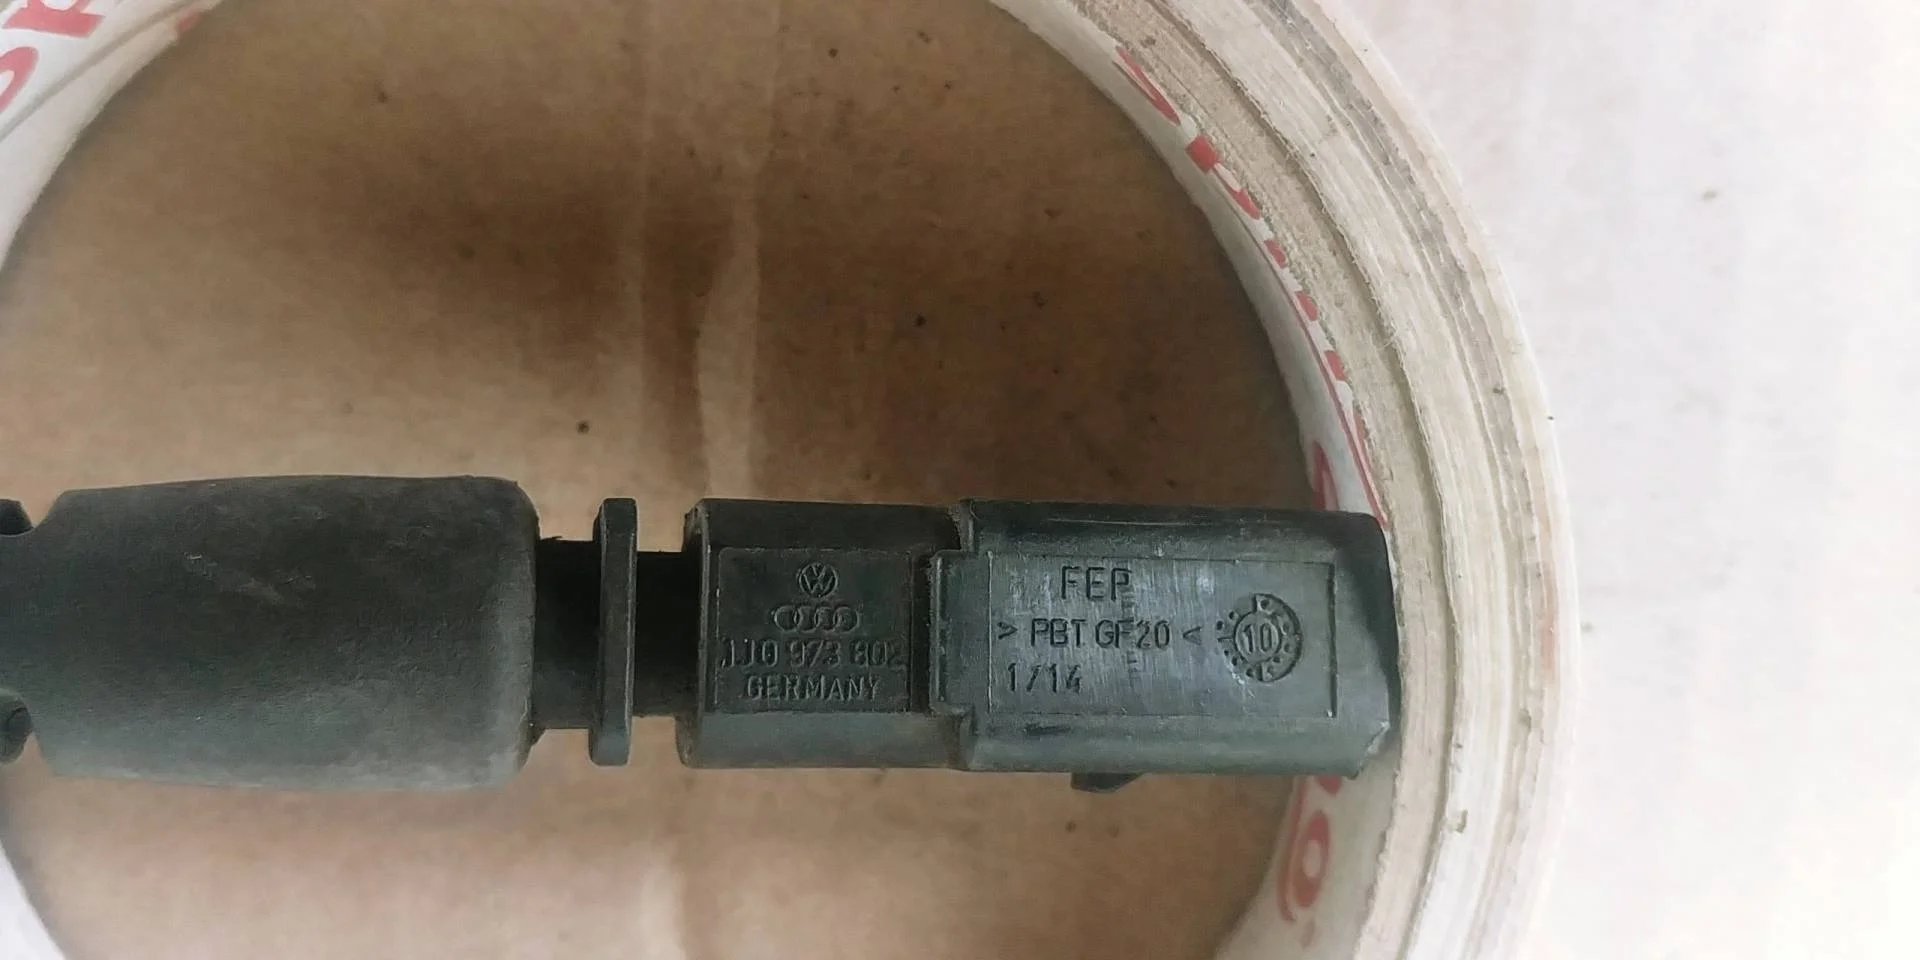 1J0 973 802
GERMANY
FEP
> PBT GF20 <
1/14
10